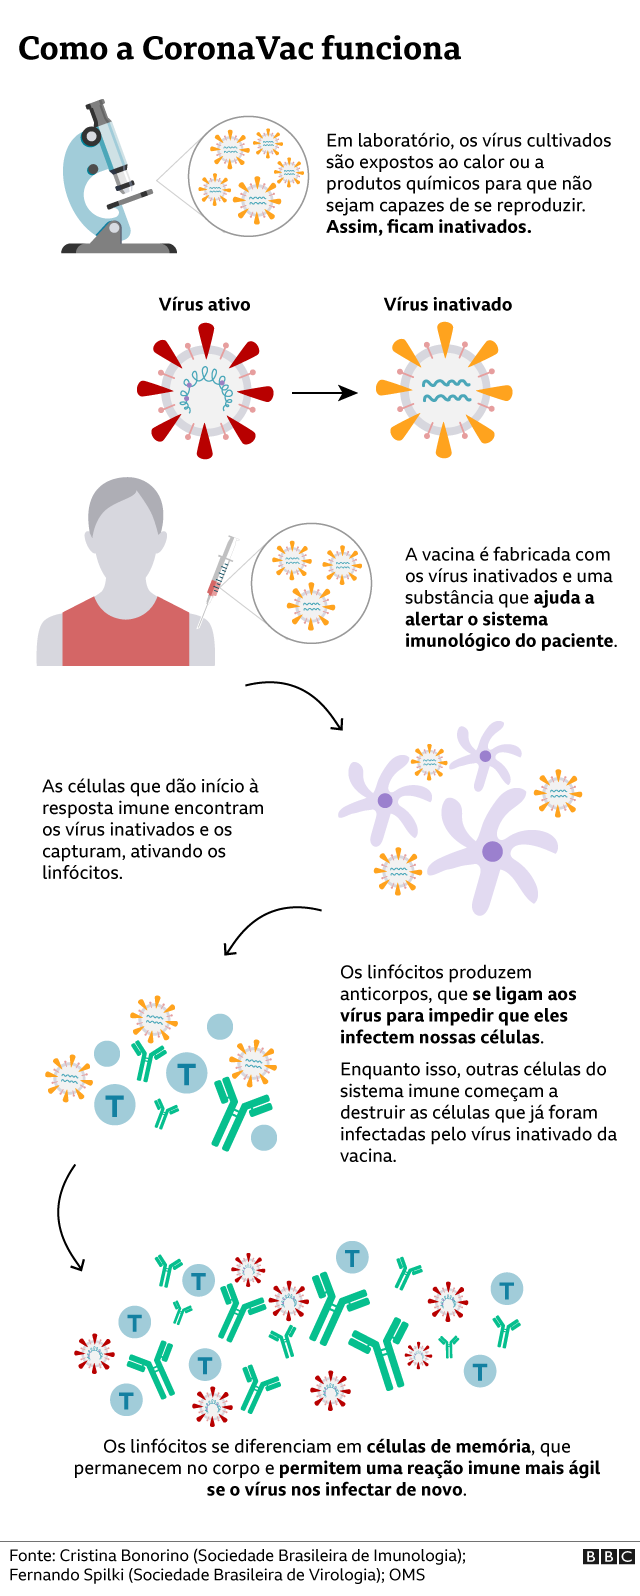 Como a CoronaVac funciona
Em laboratório, os vírus cultivados
são expostos ao calor ou a
produtos químicos para que não
sejam capazes de se reproduzir.
Assim, ficam inativados.
Vírus ativo
Vírus inativado
A vacina é fabricada com
os vírus inativados e uma
substância que ajuda a
alertar o sistema
imunológico do paciente.
As células que dão início à
resposta imune encontram
os vírus inativados e os
capturam, ativando os
linfócitos.
Os linfócitos produzem
anticorpos, que se ligam aos
vírus para impedir que eles
infectem nossas células.
Enquanto isso, outras células do
sistema imune começam a
destruir as células que já foram
infectadas pelo vírus inativado da
vacina.
T
T
T
T
T
T
T
T
T
Os linfócitos se diferenciam em células de memória, que
permanecem no corpo e permitem uma reação imune mais ágil
se o vírus nos infectar de novo.
Fonte: Cristina Bonorino (Sociedade Brasileira de Imunologia);
Fernando Spilki (Sociedade Brasileira de Virologia); OMS
BBC